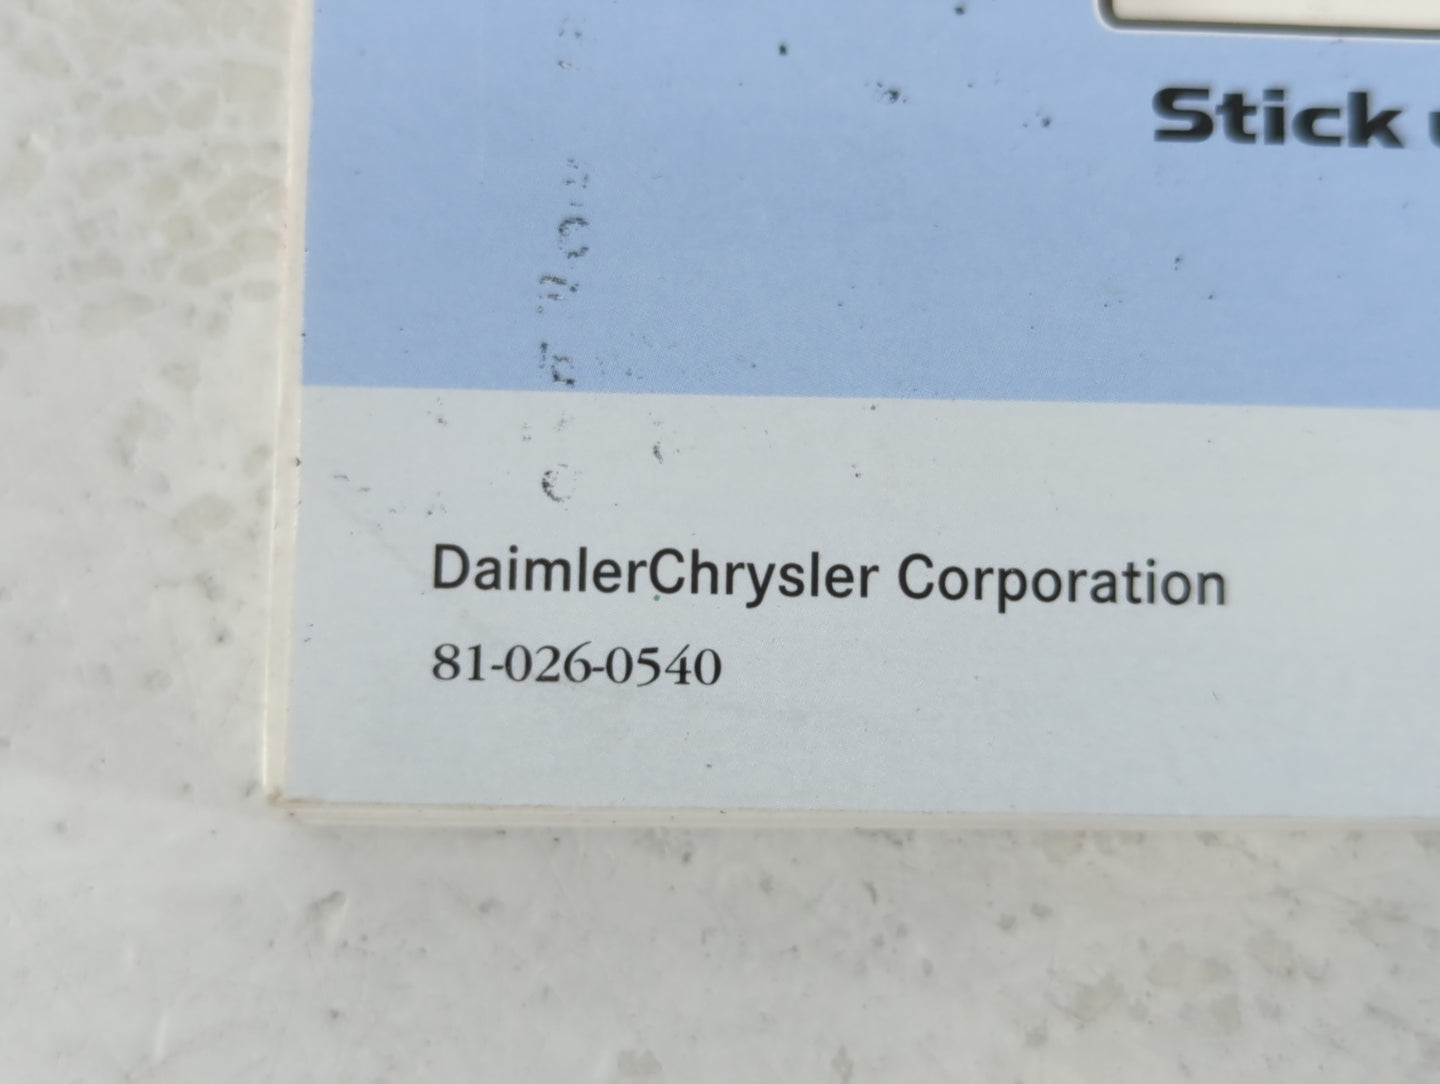 Stick
DaimlerChrysler Corporation
81-026-0540